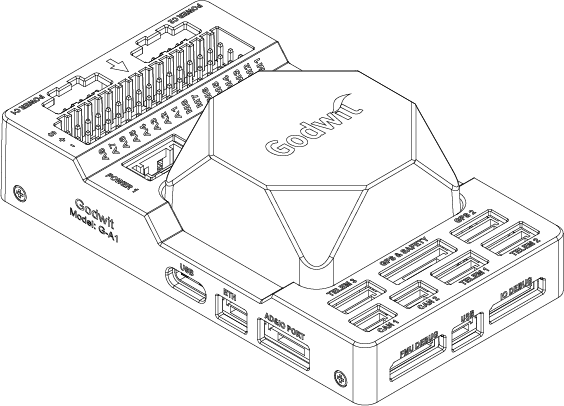 POWER C2
POWER C1
S + -
POWER 1
Godwit
Godwit
Model: G-A1
USB
ETH
AD&IO PORT
GPS 2
GPS & SAFETY
TELEM 2
TELEM 3
TELEM 1
CAN 2
CAN 1
IO DEBUG
USB
FMU DEBUG